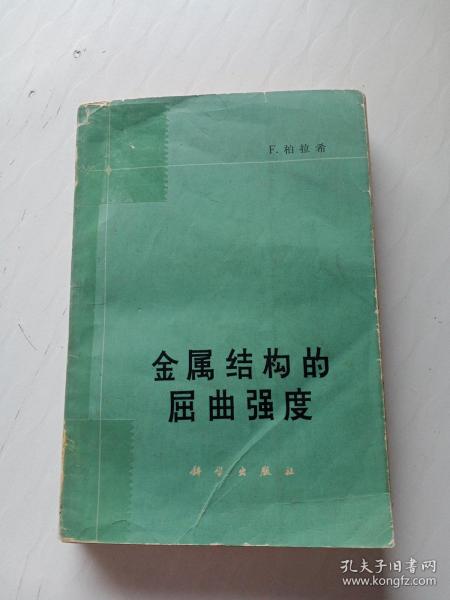 F. 柏拉希
金属结构的
屈曲强度
科学出版社
孔夫子旧书网
www.kongfz.com